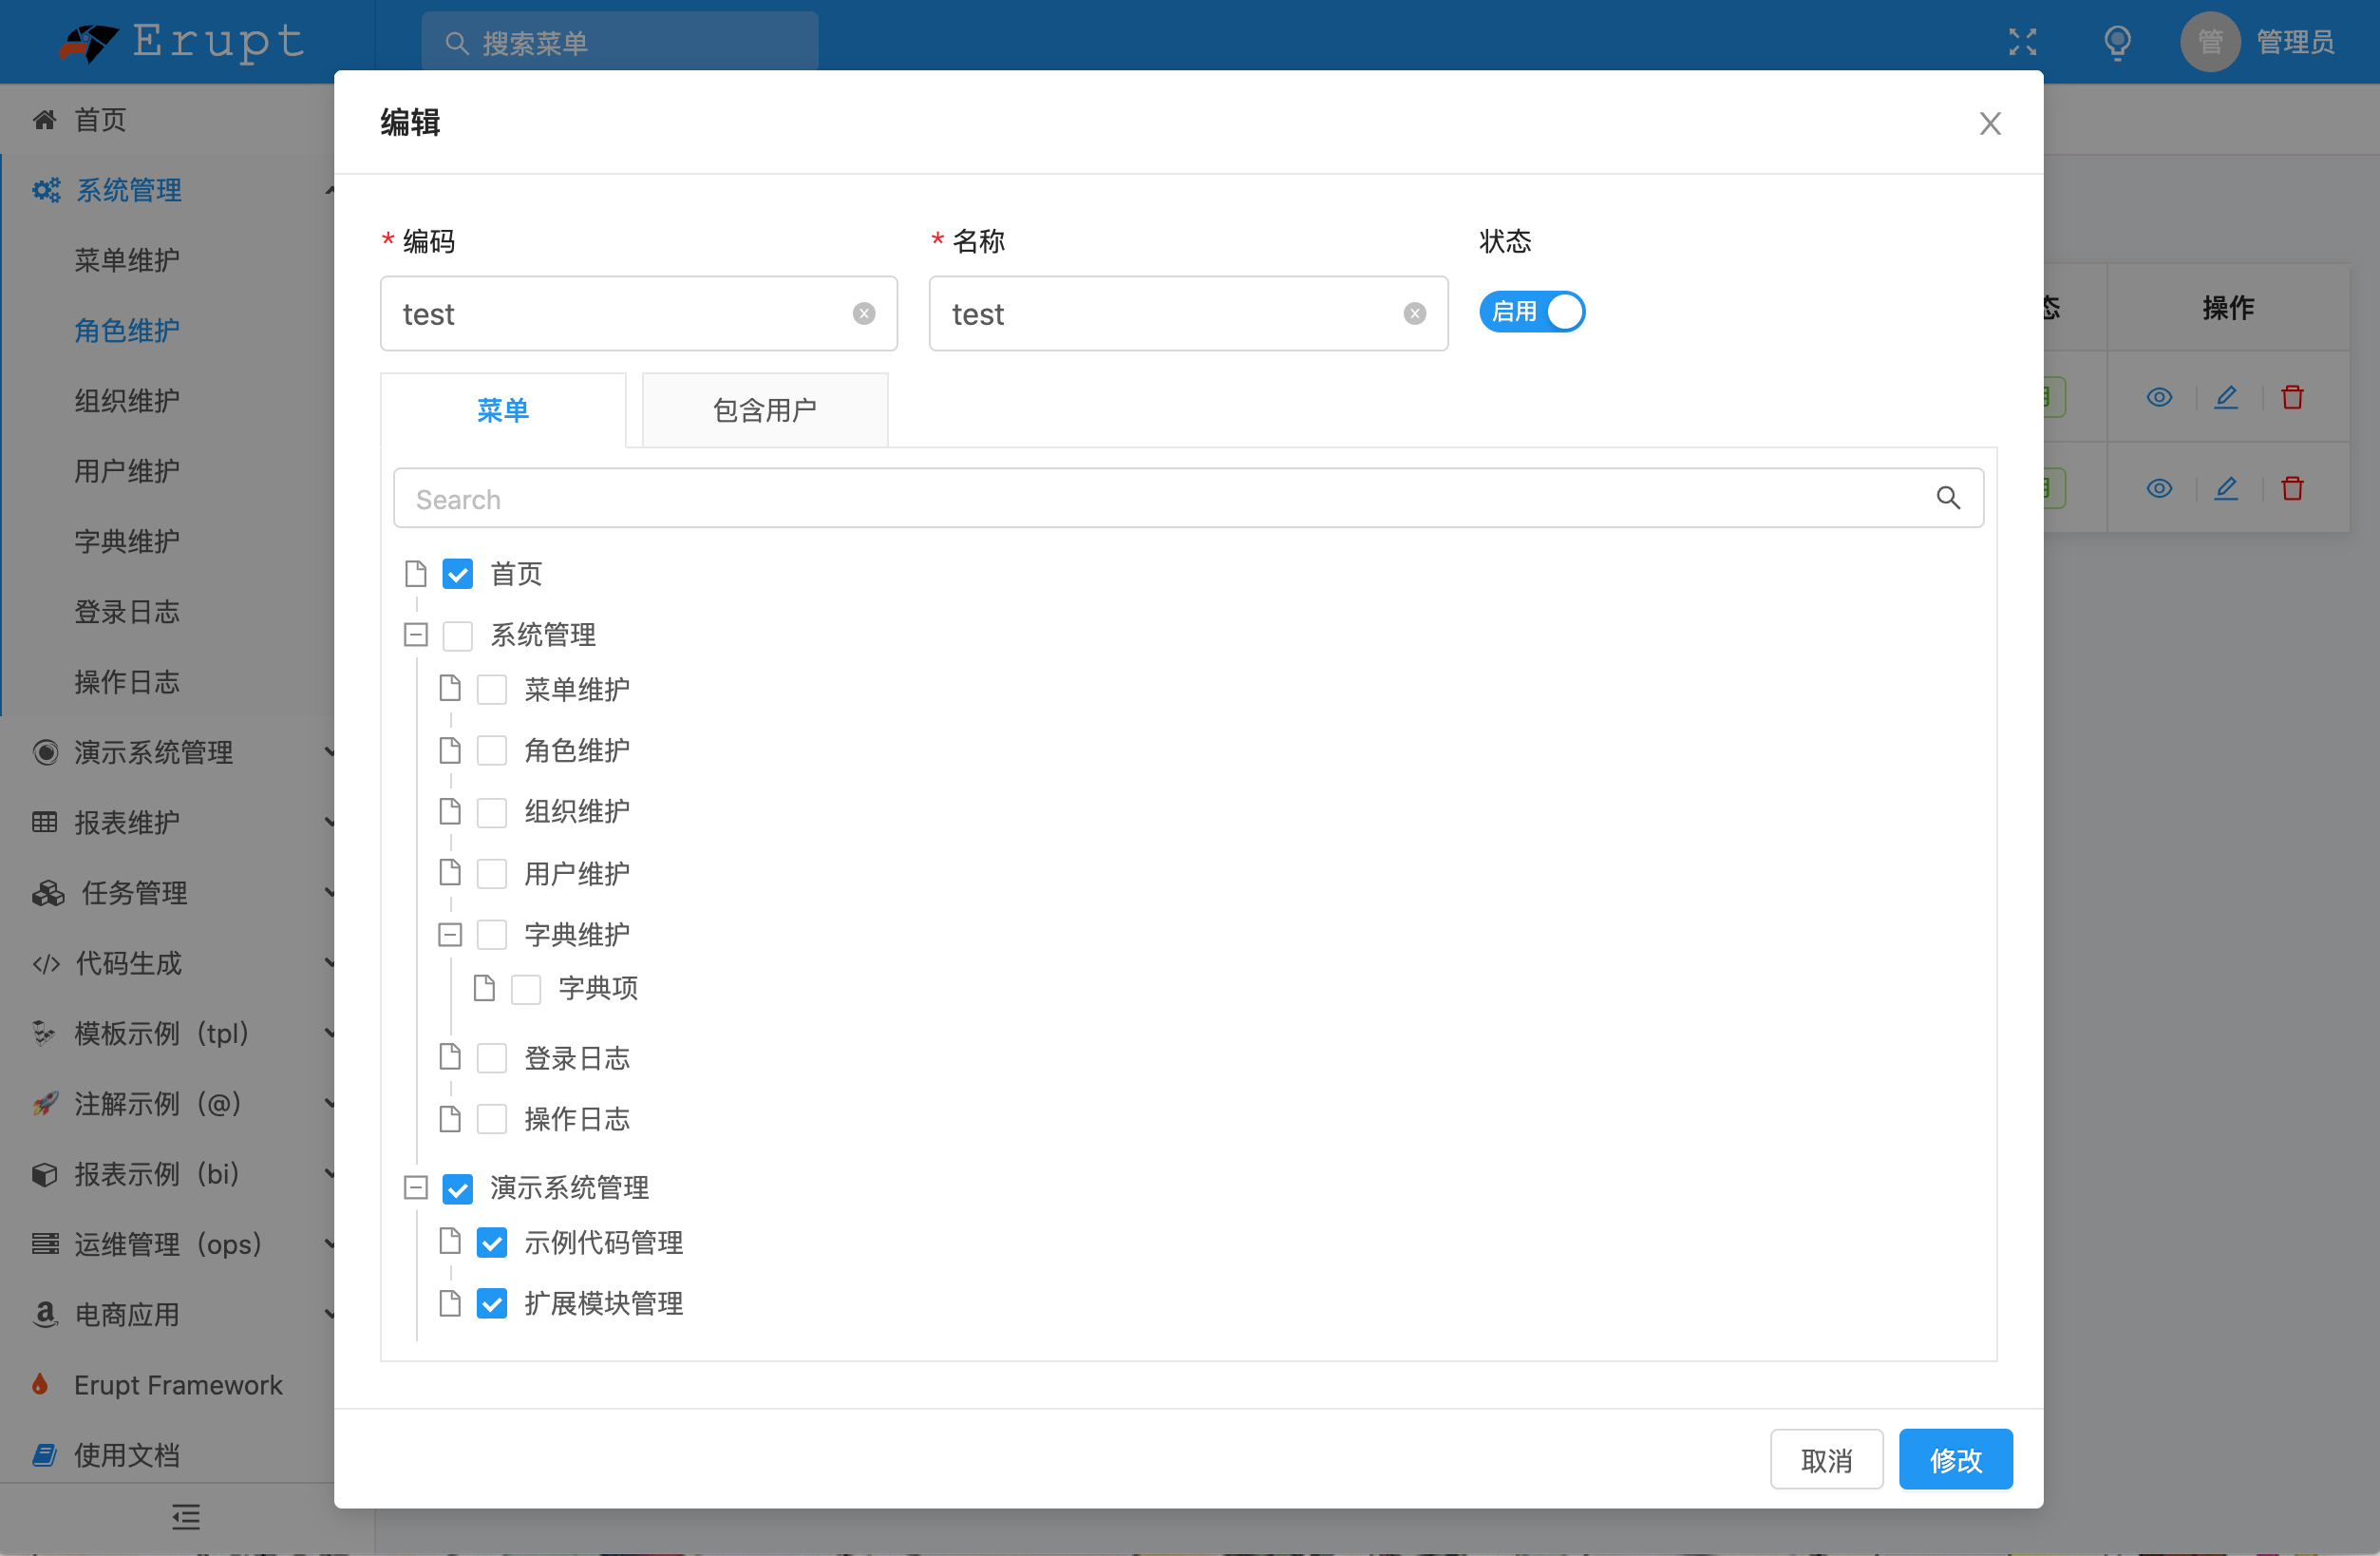 Erupt
搜索菜单
管 管理员
首页
系统管理
菜单维护
角色维护
组织维护
用户维护
字典维护
登录日志
操作日志
演示系统管理
报表维护
任务管理
代码生成
模板示例（tpl）
注解示例（@）
报表示例（bi）
运维管理（ops）
电商应用
Erupt Framework
使用文档
编辑
* 编码
* 名称
状态
test
test
启用
菜单
包含用户
Search
首页
系统管理
菜单维护
角色维护
组织维护
用户维护
字典维护
字典项
登录日志
操作日志
演示系统管理
示例代码管理
扩展模块管理
取消
修改
操作